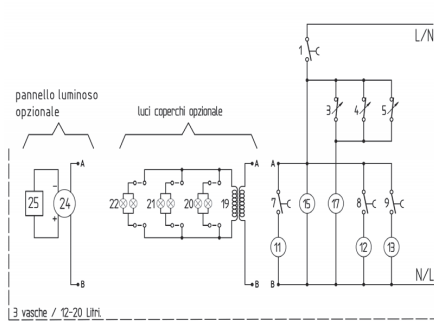 L/N
1
pannello luminoso
opzionale
luci coperchi opzionale
3 4 5
A A A
25 24 22 21 20 19 7 15 17 8 9
- +
11 12 13
B B B N/L
3 vasche / 12-20 Litri.